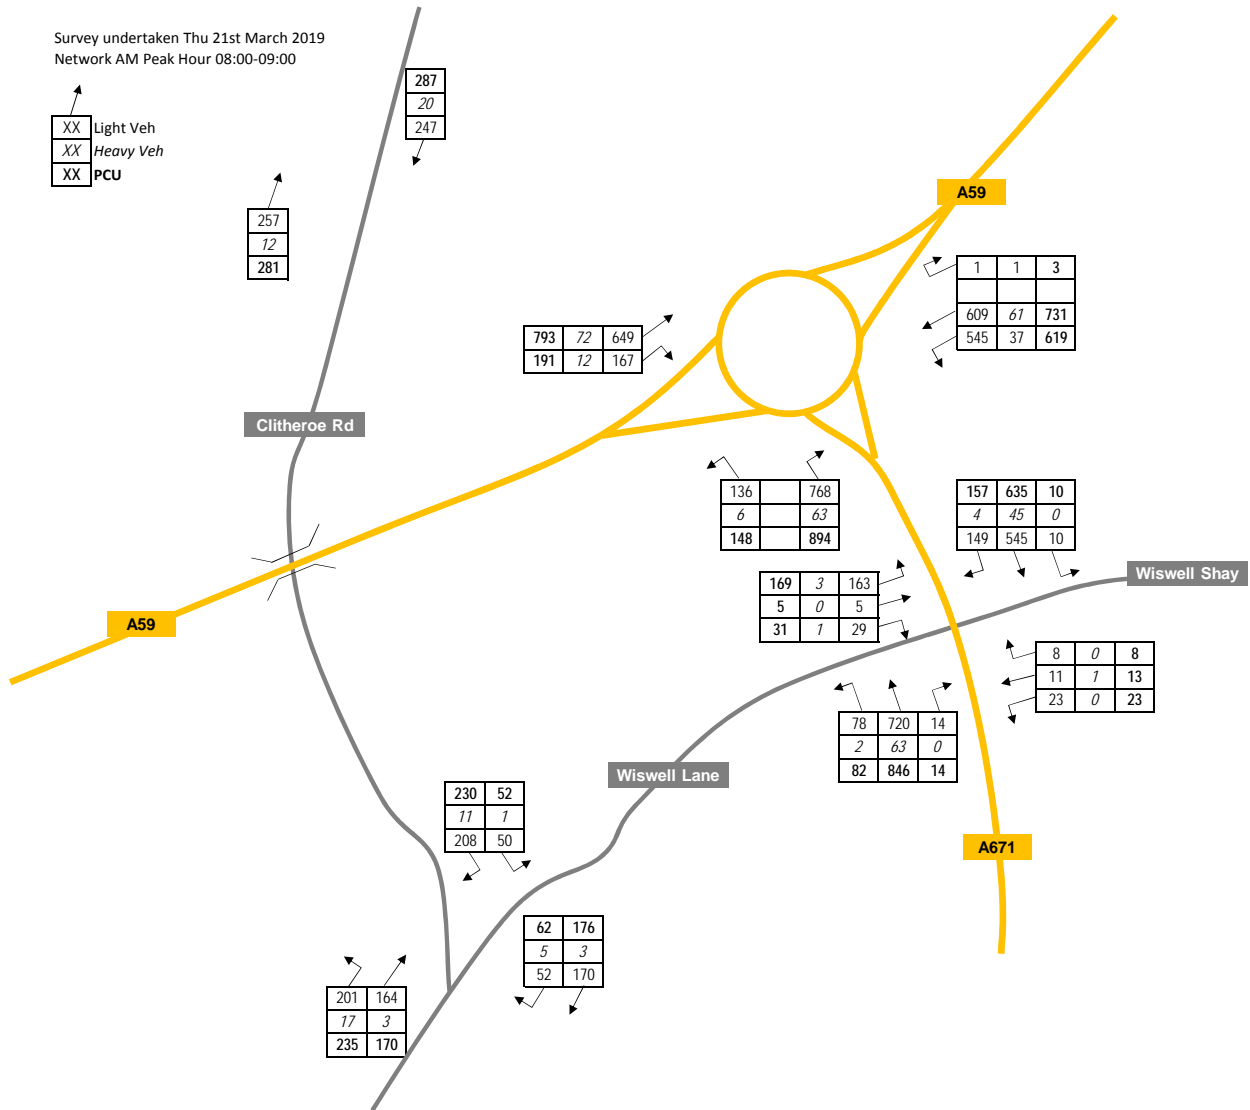 Survey undertaken Thu 21st March 2019
Network AM Peak Hour 08:00-09:00
XX Light Veh
XX Heavy Veh
XX PCU
287
20
247
257
12
281
A59
1 1 3
609 61 731
545 37 619
793 72 649
191 12 167
Clitheroe Rd
136 768
6 63
148 894
157 635 10
4 45 0
149 545 10
Wiswell Shay
169 3 163
5 0 5
31 1 29
A59
8 0 8
11 1 13
23 0 23
78 720 14
2 63 0
82 846 14
Wiswell Lane
230 52
11 1
208 50
A671
62 176
5 3
52 170
201 164
17 3
235 170